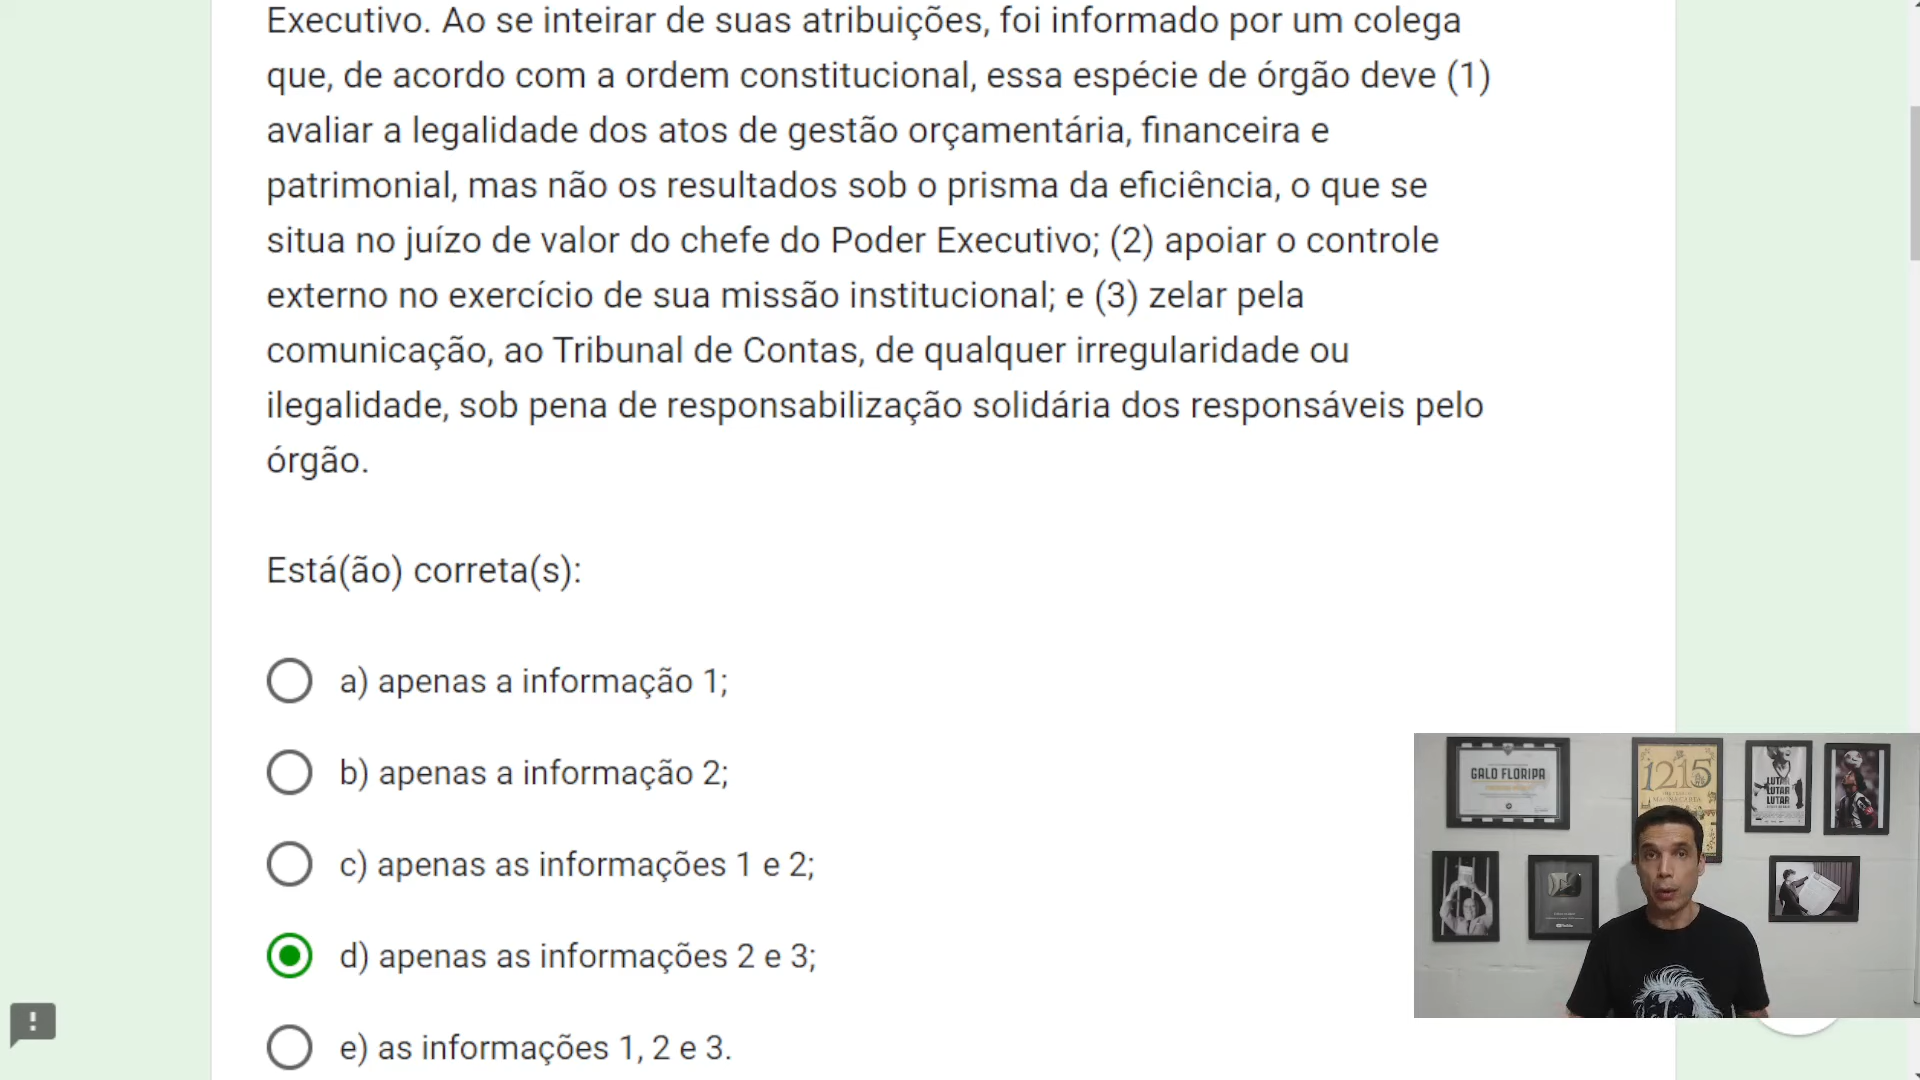 Executivo. Ao se inteirar de suas atribuições, foi informado por um colega
que, de acordo com a ordem constitucional, essa espécie de órgão deve (1)
avaliar a legalidade dos atos de gestão orçamentária, financeira e
patrimonial, mas não os resultados sob o prisma da eficiência, o que se
situa no juízo de valor do chefe do Poder Executivo; (2) apoiar o controle
externo no exercício de sua missão institucional; e (3) zelar pela
comunicação, ao Tribunal de Contas, de qualquer irregularidade ou
ilegalidade, sob pena de responsabilização solidária dos responsáveis pelo
órgão.
Está(ão) correta(s):
a) apenas a informação 1;
b) apenas a informação 2;
c) apenas as informações 1 e 2;
d) apenas as informações 2 e 3;
e) as informações 1, 2 e 3.
GALO FLORIPA
1215
LUTAR
LUTAR
LUTAR